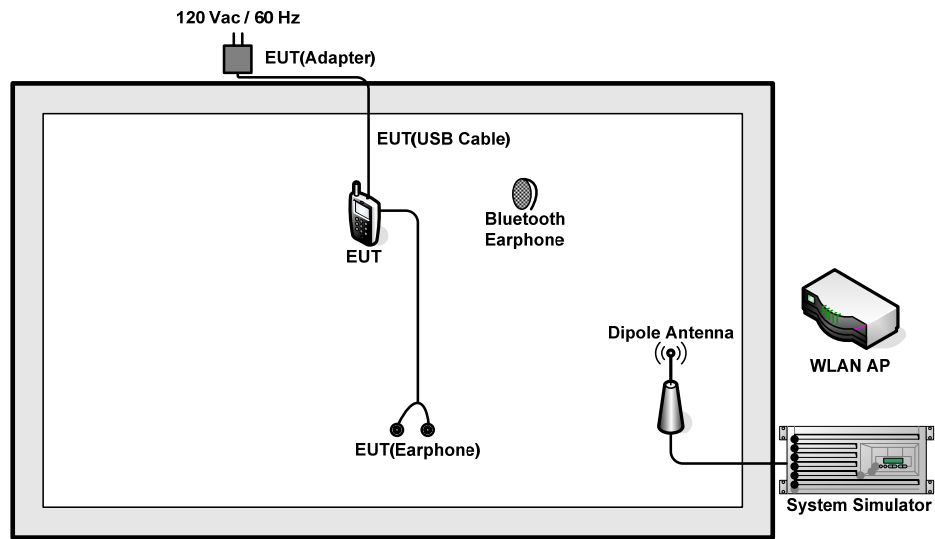 120 Vac / 60 Hz
EUT(Adapter)
EUT(USB Cable)
Bluetooth
Earphone
EUT
Dipole Antenna
WLAN AP
EUT(Earphone)
System Simulator